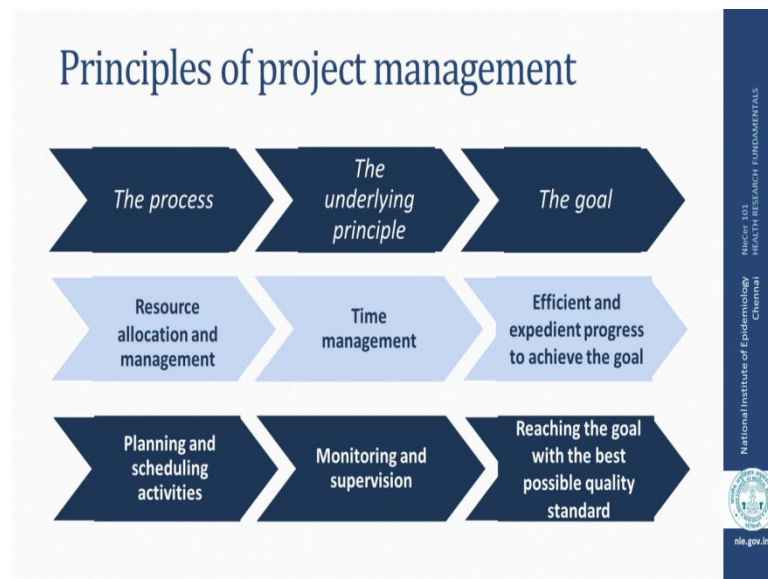 Principles of project management
The process
The
underlying
principle
The goal
Resource
allocation and
management
Time
management
Efficient and
expedient progress
to achieve the goal
Planning and
scheduling
activities
Monitoring and
supervision
Reaching the goal
with the best
possible quality
standard
NIeCer 101
HEALTH RESEARCH FUNDAMENTALS
National Institute of Epidemiology
Chennai
nie.gov.in